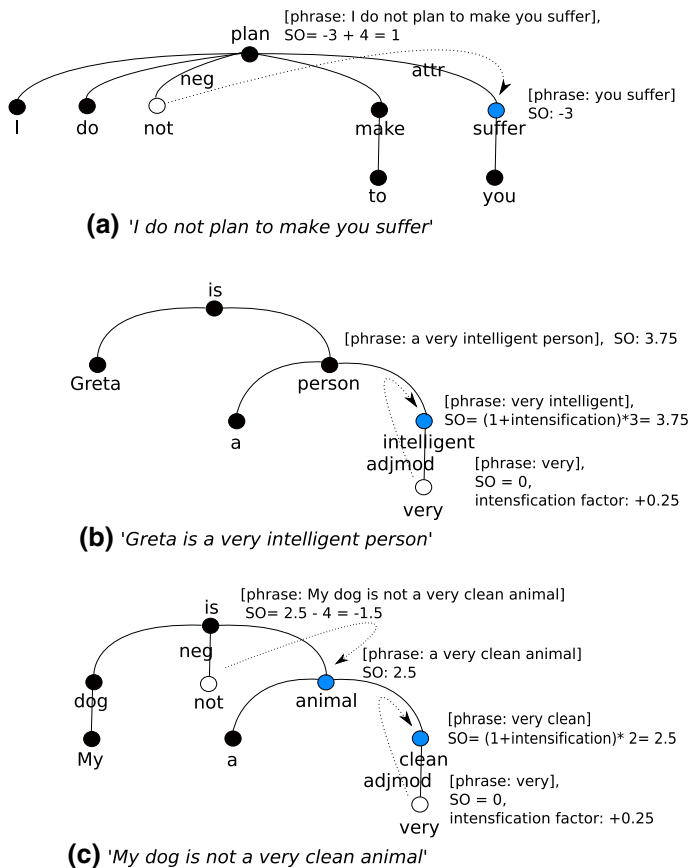 [phrase: I do not plan to make you suffer],
SO= -3 + 4 = 1
plan
neg
attr
[phrase: you suffer]
SO: -3
I
do
not
make
suffer
to
you
(a) 'I do not plan to make you suffer'
is
[phrase: a very intelligent person], SO: 3.75
Greta
person
[phrase: very intelligent],
SO= (1+intensification)*3= 3.75
a
intelligent
adjmod
[phrase: very],
SO = 0,
intensfication factor: +0.25
very
(b) 'Greta is a very intelligent person'
[phrase: My dog is not a very clean animal]
SO= 2.5 - 4 = -1.5
is
neg
[phrase: a very clean animal]
SO: 2.5
dog
not
animal
[phrase: very clean]
SO= (1+intensification)* 2= 2.5
My
a
clean
adjmod
[phrase: very],
SO = 0,
intensfication factor: +0.25
very
(c) 'My dog is not a very clean animal'